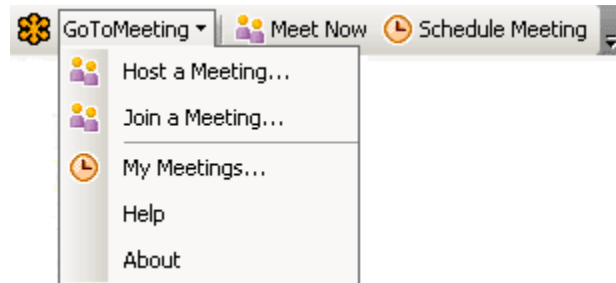 GoToMeeting Meet Now Schedule Meeting
Host a Meeting...
Join a Meeting...
My Meetings...
Help
About